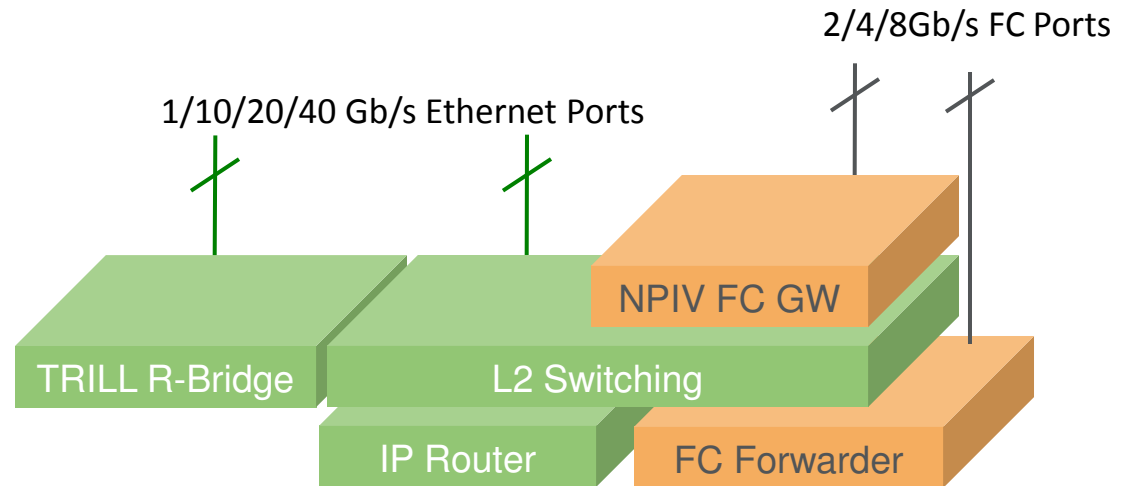 2/4/8Gb/s FC Ports
1/10/20/40 Gb/s Ethernet Ports
NPIV FC GW
TRILL R-Bridge
L2 Switching
IP Router
FC Forwarder